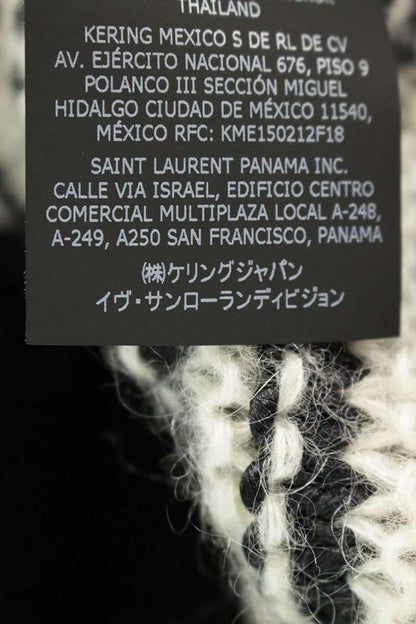 THAILAND
KERING MEXICO S DE RL DE CV
AV. EJÉRCITO NACIONAL 676, PISO 9
POLANCO III SECCIÓN MIGUEL
HIDALGO CIUDAD DE MÉXICO 11540,
MÉXICO RFC: KME150212F18
SAINT LAURENT PANAMA INC.
CALLE VIA ISRAEL, EDIFICIO CENTRO
COMERCIAL MULTIPLAZA LOCAL A-248,
A-249, A250 SAN FRANCISCO, PANAMA
㈱ケリングジャパン
イヴ・サンローランディビジョン